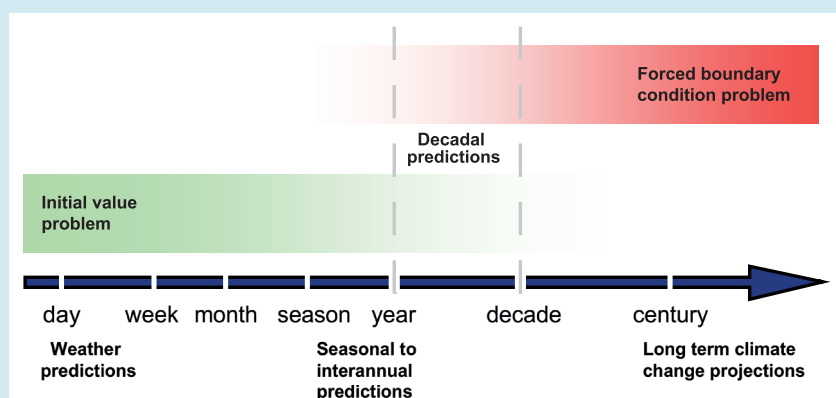 Forced boundary
condition problem
Decadal
predictions
Initial value
problem
day week month season year decade century
Weather
predictions
Seasonal to
interannual
predictions
Long term climate
change projections